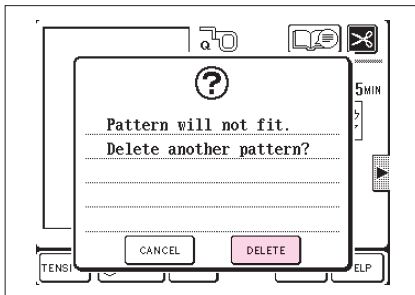 Q
5MIN
Pattern will not fit.
Delete another pattern?
CANCEL
DELETE
TENSI
ELP